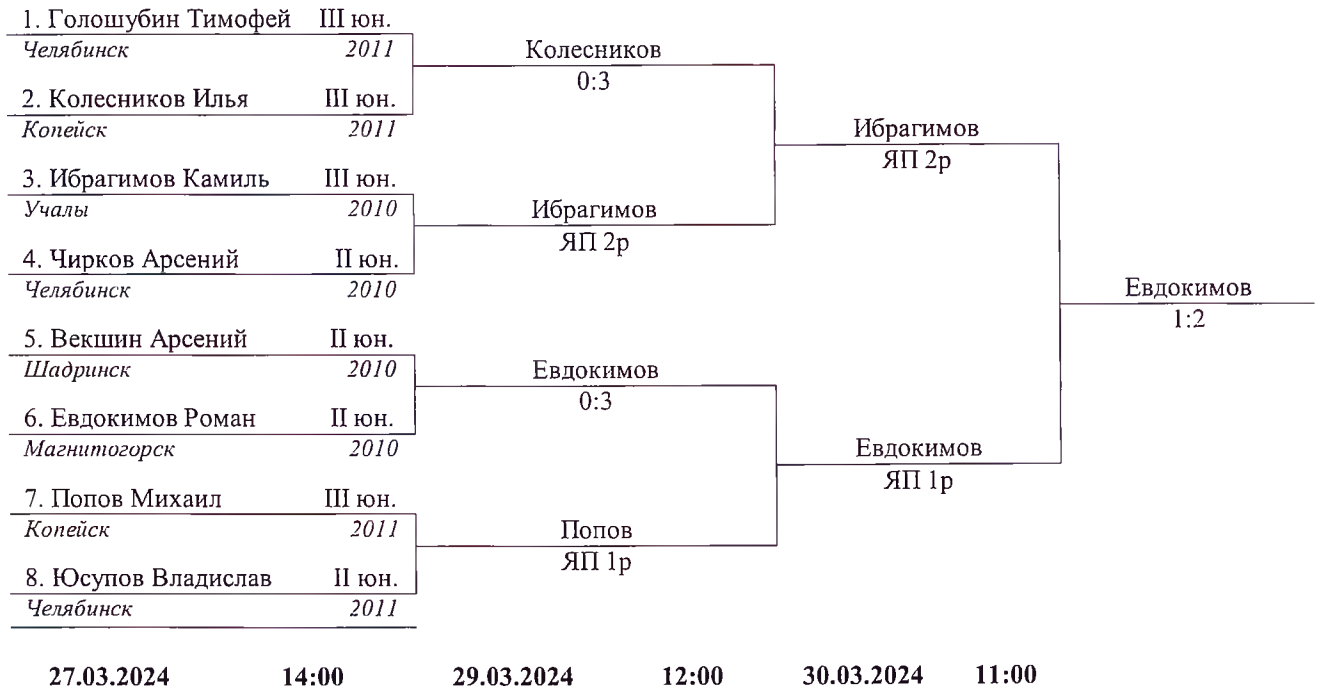 1. Голошубин Тимофей III юн.
Челябинск 2011
Колесников
0:3
2. Колесников Илья III юн.
Копейск 2011
Ибрагимов
ЯП 2р
3. Ибрагимов Камиль III юн.
Учалы 2010
Ибрагимов
ЯП 2р
4. Чирков Арсений II юн.
Челябинск 2010
Евдокимов
1:2
5. Векшин Арсений II юн.
Шадринск 2010
Евдокимов
0:3
6. Евдокимов Роман II юн.
Магнитогорск 2010
Евдокимов
ЯП 1р
7. Попов Михаил III юн.
Копейск 2011
Попов
ЯП 1р
8. Юсупов Владислав II юн.
Челябинск 2011
27.03.2024 14:00 29.03.2024 12:00 30.03.2024 11:00